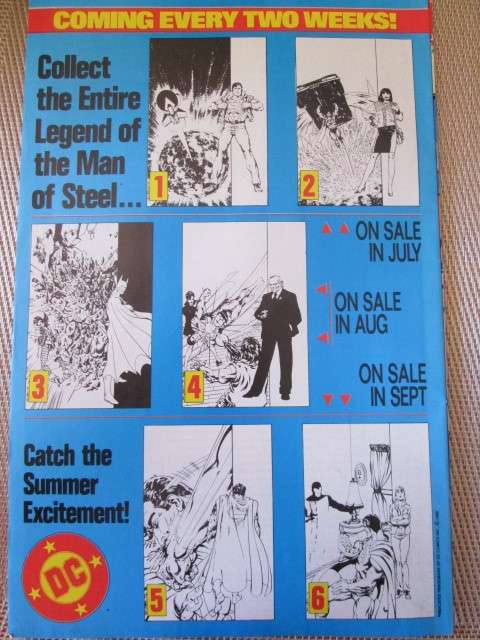 COMING EVERY TWO WEEKS!
Collect
the Entire
Legend of
the Man
of Steel...
1
2
3
4
ON SALE
IN JULY
ON SALE
IN AUG
ON SALE
IN SEPT
Catch the
Summer
Excitement!
DC
5
6